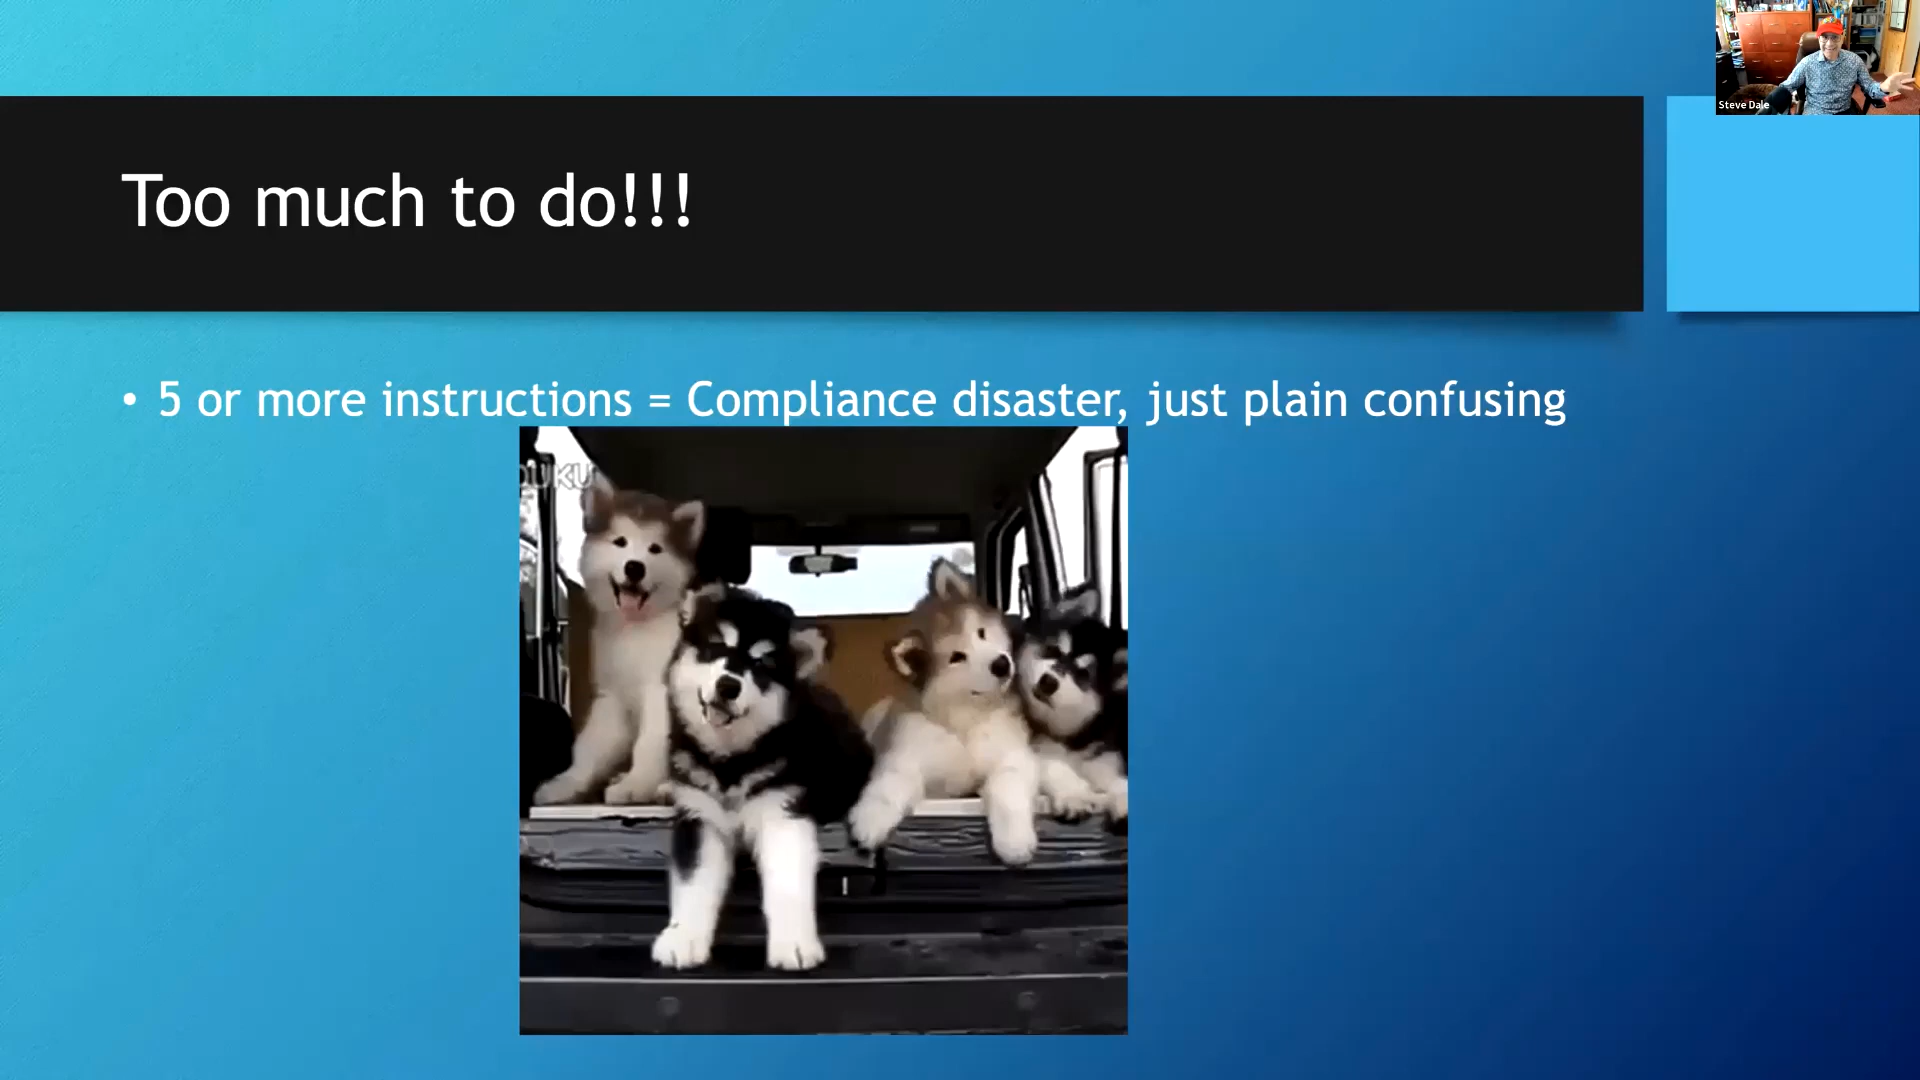 Steve Dale
Too much to do!!!
• 5 or more instructions = Compliance disaster, just plain confusing